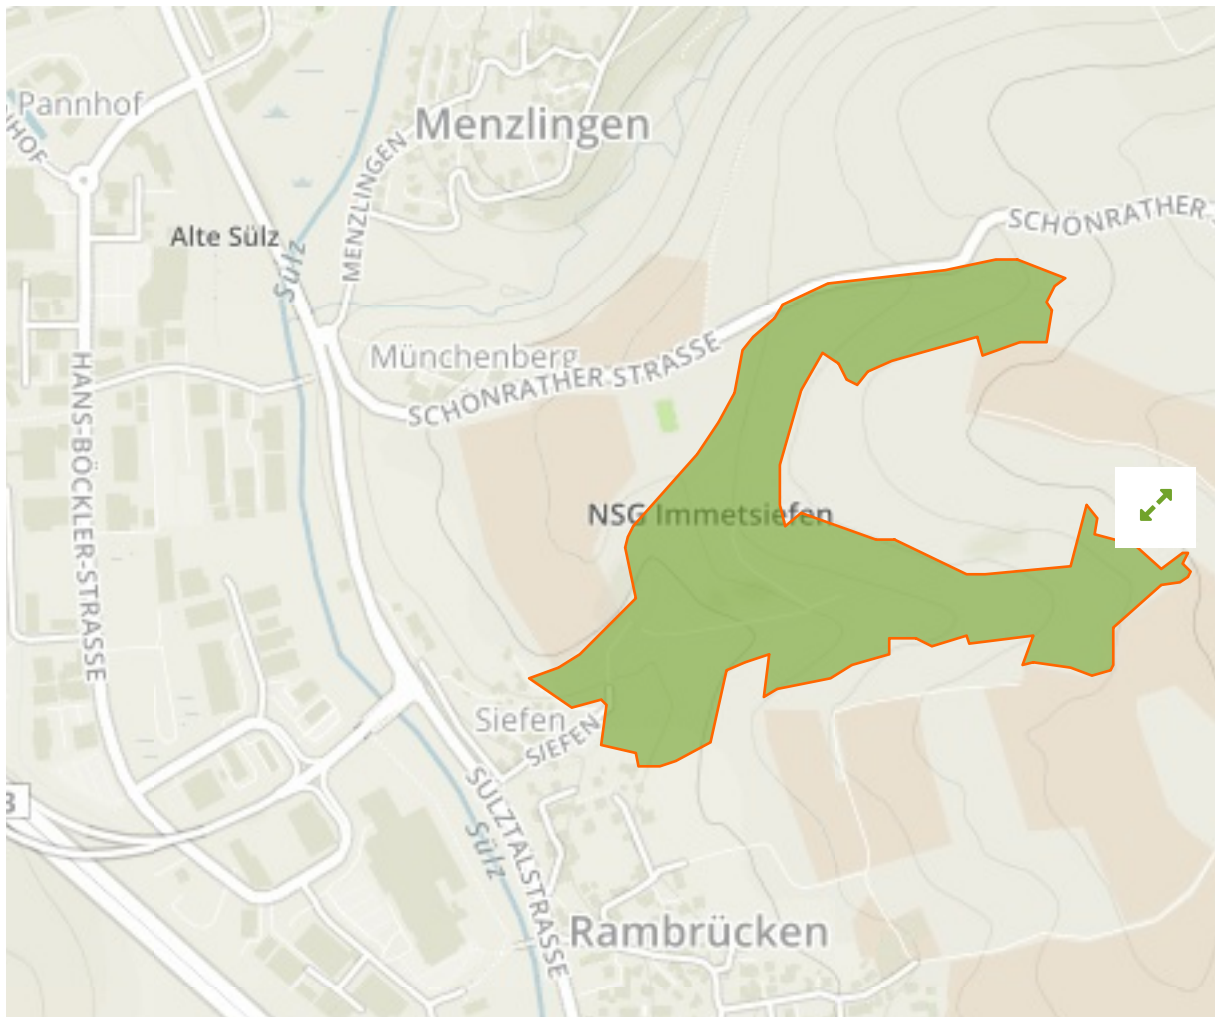 Pannhof
Menzlingen
MENZLINGEN
Alte Sülz
Sülz
SCHÖNRATHER
Münchenberg
SCHÖNRATHER STRASSE
HANS-BÖCKLER-STRASSE
NSG Immetsiefen
Siefen
SIEFEN
SÜLZTALSTRASSE
Sülz
Rambrücken